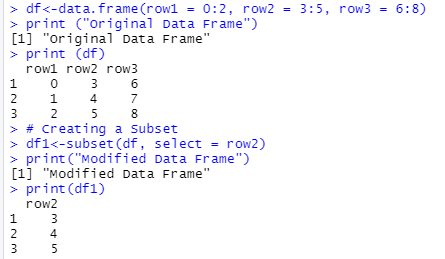 > df<-data.frame(row1 = 0:2, row2 = 3:5, row3 = 6:8)
> print ("Original Data Frame")
[1] "Original Data Frame"
> print (df)
  row1 row2 row3
1    0    3    6
2    1    4    7
3    2    5    8
> # Creating a Subset
> df1<-subset(df, select = row2)
> print("Modified Data Frame")
[1] "Modified Data Frame"
> print(df1)
  row2
1    3
2    4
3    5